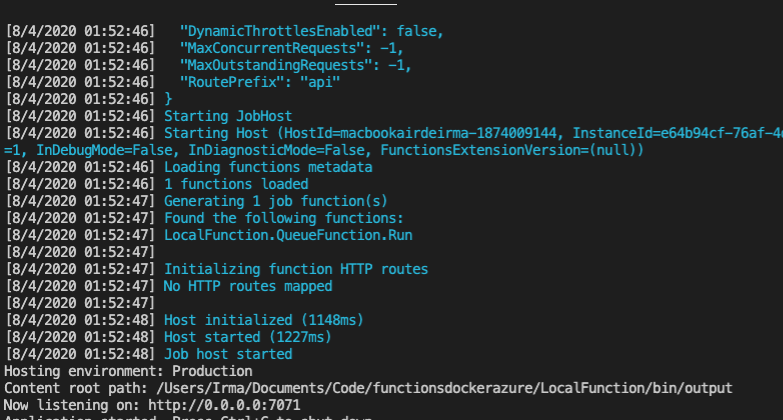 [8/4/2020 01:52:46]   "DynamicThrottlesEnabled": false,
[8/4/2020 01:52:46]   "MaxConcurrentRequests": -1,
[8/4/2020 01:52:46]   "MaxOutstandingRequests": -1,
[8/4/2020 01:52:46]   "RoutePrefix": "api"
[8/4/2020 01:52:46] }
[8/4/2020 01:52:46] Starting JobHost
[8/4/2020 01:52:46] Starting Host (HostId=macbookairdeirma-1874009144, InstanceId=e64b94cf-76af-4
=1, InDebugMode=False, InDiagnosticMode=False, FunctionsExtensionVersion=(null))
[8/4/2020 01:52:46] Loading functions metadata
[8/4/2020 01:52:46] 1 functions loaded
[8/4/2020 01:52:47] Generating 1 job function(s)
[8/4/2020 01:52:47] Found the following functions:
[8/4/2020 01:52:47] LocalFunction.QueueFunction.Run
[8/4/2020 01:52:47]
[8/4/2020 01:52:47] Initializing function HTTP routes
[8/4/2020 01:52:47] No HTTP routes mapped
[8/4/2020 01:52:47]
[8/4/2020 01:52:48] Host initialized (1148ms)
[8/4/2020 01:52:48] Host started (1227ms)
[8/4/2020 01:52:48] Job host started
Hosting environment: Production
Content root path: /Users/Irma/Documents/Code/functionsdockerazure/LocalFunction/bin/output
Now listening on: http://0.0.0.0:7071
Application started. Press Ctrl+C to shut down.